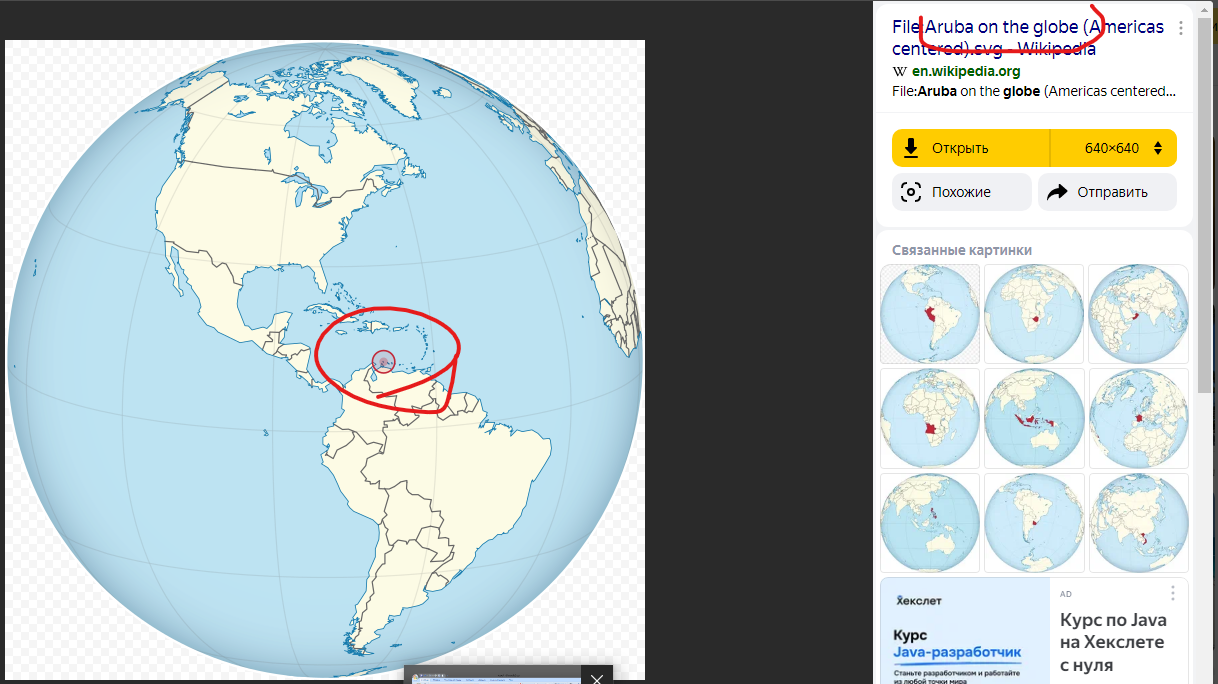 File:Aruba on the globe (Americas
centered).svg - Wikipedia
W en.wikipedia.org
File:Aruba on the globe (Americas centered...
Открыть
640×640
Похожие
Отправить
Связанные картинки
Хекслет
Курс
Java-разработчик
Станьте разработчиком и работайте
из любой точки мира
AD
Курс по Java
на Хекслете
с нуля